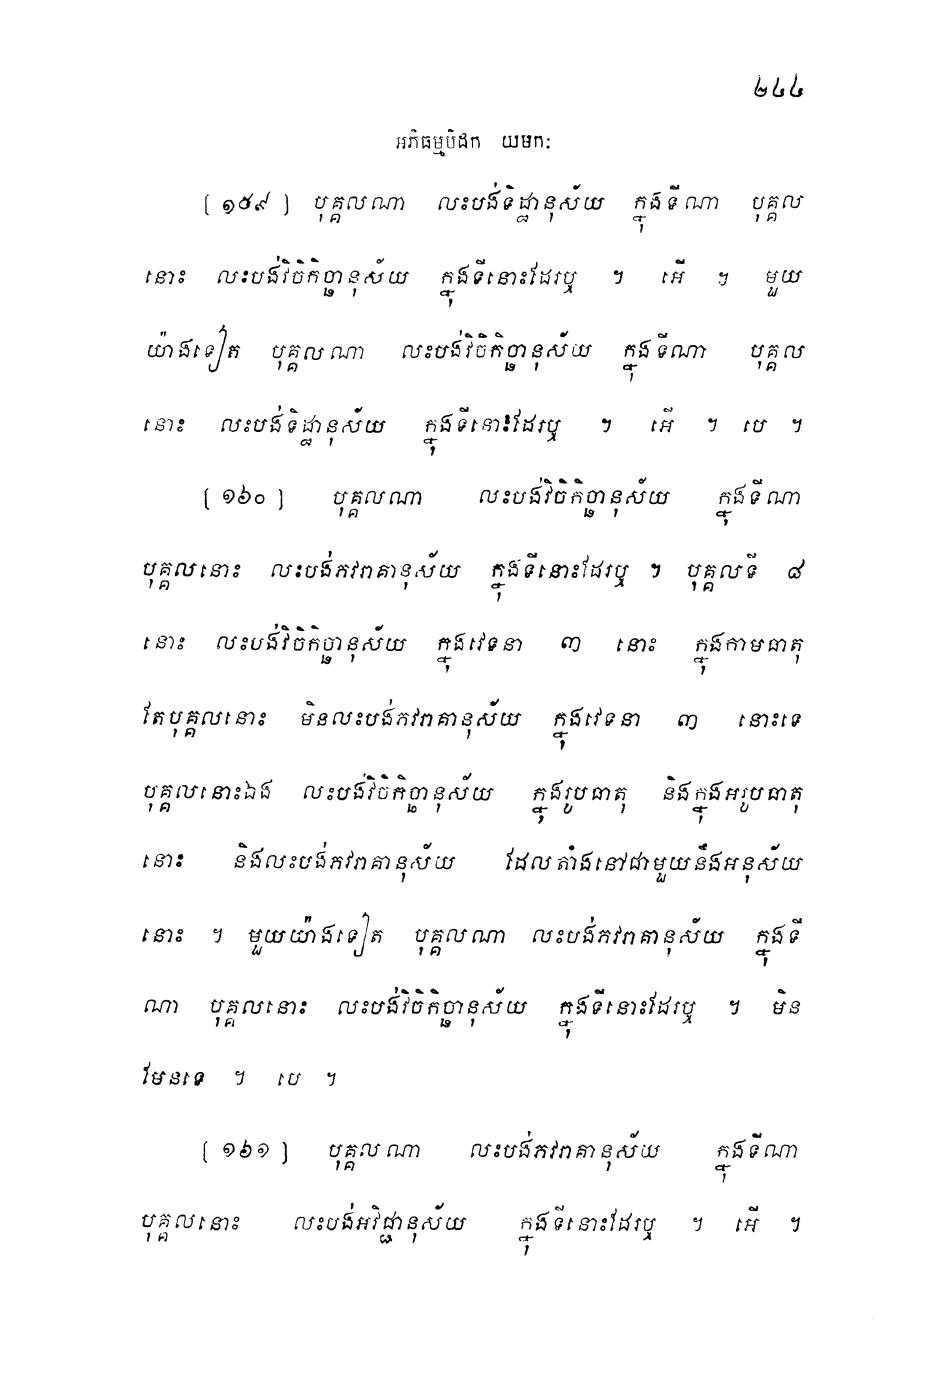 ២៤៤
អភិធម្មបិដក យមកៈ
(១៥៩) បុគ្គលណា លះបង់ទិដ្ឋានុស័យ ក្នុងទីណា បុគ្គល
នោះ លះបង់វិចិកិច្ឆានុស័យ ក្នុងទីនោះដែរឬ ។ អើ ។ មួយ
យ៉ាងទៀត បុគ្គលណា លះបង់វិចិកិច្ឆានុស័យ ក្នុងទីណា បុគ្គល
នោះ លះបង់ទិដ្ឋានុស័យ ក្នុងទីនោះដែរឬ ។ អើ ។ បេ ។
(១៦០) បុគ្គលណា លះបង់វិចិកិច្ឆានុស័យ ក្នុងទីណា
បុគ្គលនោះ លះបង់ភវរាគានុស័យ ក្នុងទីនោះដែរឬ ។ បុគ្គលទី ៨
នោះ លះបង់វិចិកិច្ឆានុស័យ ក្នុងវេទនា ៣ នោះ ក្នុងកាមធាតុ
តែបុគ្គលនោះ មិនលះបង់ភវរាគានុស័យ ក្នុងវេទនា ៣ នោះទេ
បុគ្គលនោះឯង លះបង់វិចិកិច្ឆានុស័យ ក្នុងរូបធាតុ និងក្នុងអរូបធាតុ
នោះ និងលះបង់ភវរាគានុស័យ ដែលតាំងនៅជាមួយនឹងអនុស័យ
នោះ ។ មួយយ៉ាងទៀត បុគ្គលណា លះបង់ភវរាគានុស័យ ក្នុងទី
ណា បុគ្គលនោះ លះបង់វិចិកិច្ឆានុស័យ ក្នុងទីនោះដែរឬ ។ មិន
មែនទេ ។ បេ ។
(១៦១) បុគ្គលណា លះបង់ភវរាគានុស័យ ក្នុងទីណា
បុគ្គលនោះ លះបង់អវិជ្ជានុស័យ ក្នុងទីនោះដែរឬ ។ អើ ។